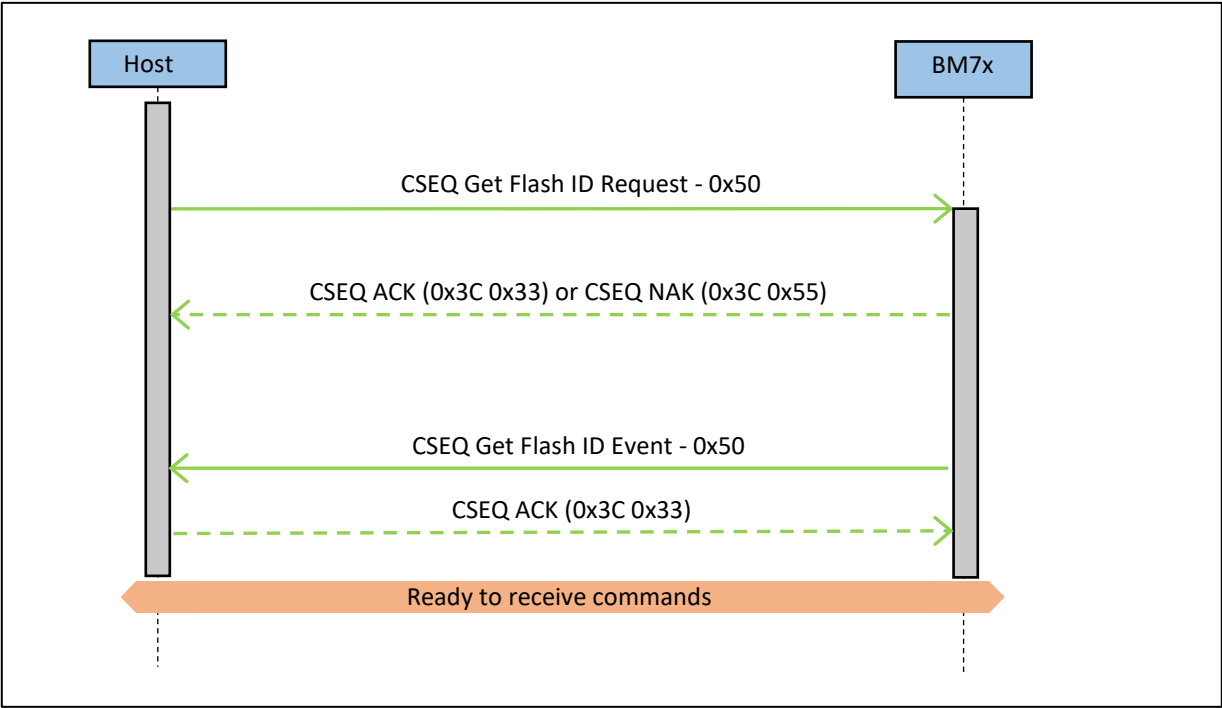 Host
BM7x
CSEQ Get Flash ID Request - 0x50
CSEQ ACK (0x3C 0x33) or CSEQ NAK (0x3C 0x55)
CSEQ Get Flash ID Event - 0x50
CSEQ ACK (0x3C 0x33)
Ready to receive commands